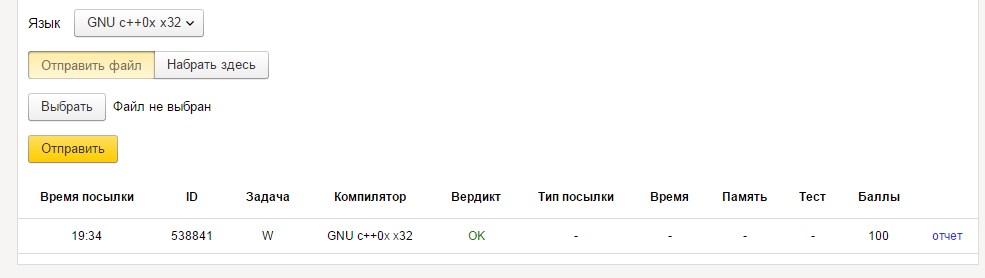 Язык GNU c++0x x32
Отправить файл Набрать здесь
Выбрать Файл не выбран
Отправить
Время посылки ID Задача Компилятор Вердикт Тип посылки Время Память Тест Баллы
19:34 538841 W GNU c++0x x32 OK - - - - 100 отчет